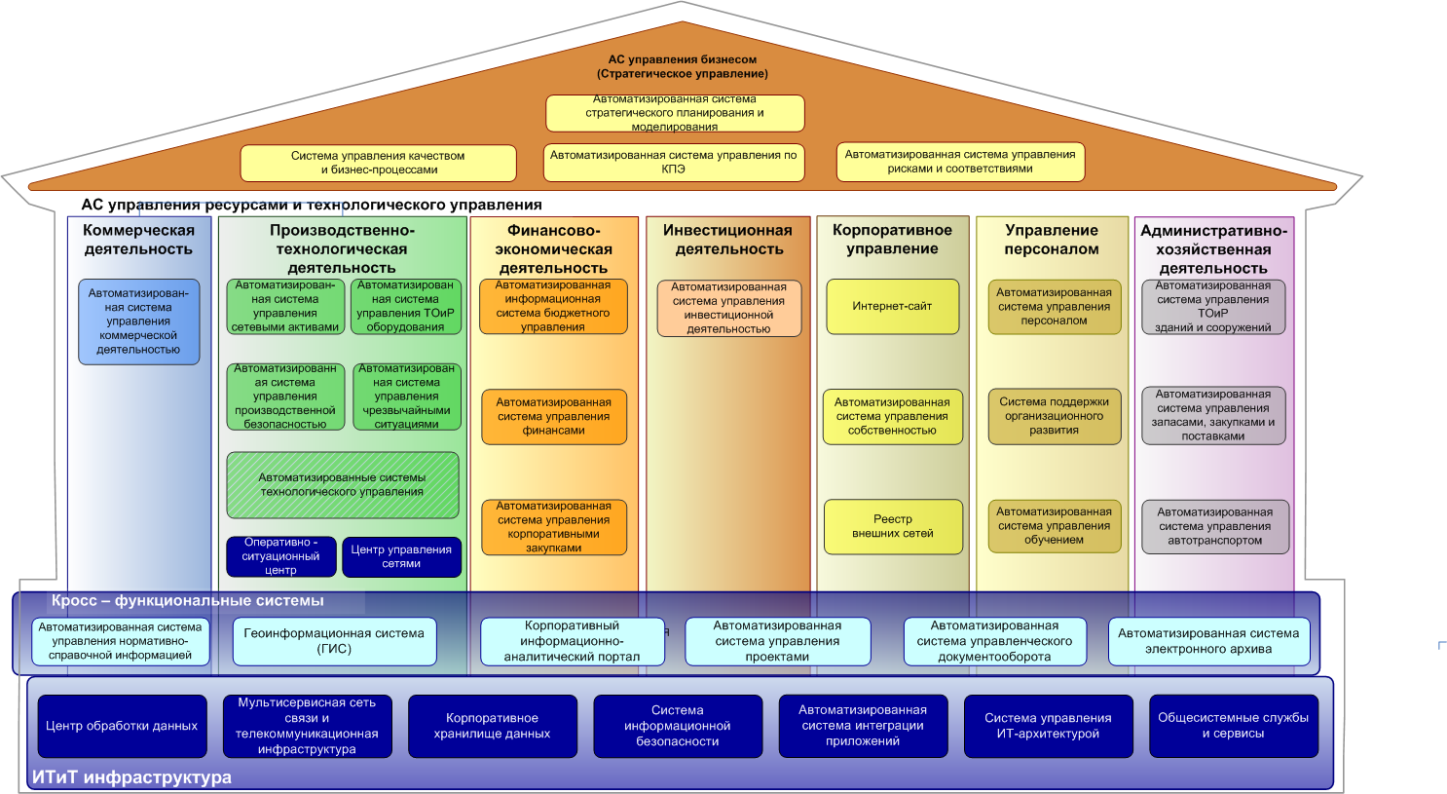 АС управления бизнесом
(Стратегическое управление)
Автоматизированная система
стратегического планирования и
моделирования
Система управления качеством
и бизнес-процессами
Автоматизированная система управления по
КПЭ
Автоматизированная система управления
рисками и соответствиями
АС управления ресурсами и технологического управления
Коммерческая
деятельность
Автоматизирован-
ная система
управления
коммерческой
деятельностью
Производственно-
технологическая
деятельность
Автоматизирован-
ная система
управления
сетевыми активами
Автоматизирован
ная система
управления ТОиР
оборудования
Автоматизированн
ая система
управления
производственной
безопасностью
Автоматизирован
ная система
управления
чрезвычайными
ситуациями
Автоматизированные системы
технологического управления
Оперативно -
ситуационный
центр
Центр управления
сетями
Финансово-
экономическая
деятельность
Автоматизированная
информационная
система бюджетного
управления
Автоматизированная
система управления
финансами
Автоматизированная
система управления
корпоративными
закупками
Инвестиционная
деятельность
Автоматизированная
система управления
инвестиционной
деятельностью
Корпоративное
управление
Интернет-сайт
Автоматизированная
система управления
собственностью
Реестр
внешних сетей
Управление
персоналом
Автоматизированная
система управления
персоналом
Система поддержки
организационного
развития
Автоматизированная
система управления
обучением
Административно-
хозяйственная
деятельность
Автоматизированная
система управления
ТОиР
зданий и сооружений
Автоматизированная
система управления
запасами, закупками и
поставками
Автоматизированная
система управления
автотранспортом
Кросс – функциональные системы
Автоматизированная система
управления нормативно-
справочной информацией
Геоинформационная система
(ГИС)
Корпоративный
информационно-
аналитический портал
я
Автоматизированная
система управления
проектами
Автоматизированная
система управленческого
документооборота
Автоматизированная система
электронного архива
Центр обработки данных
Мультисервисная сеть
связи и
телекоммуникационная
инфраструктура
Корпоративное
хранилище данных
Система
информационной
безопасности
Автоматизированная
система интеграции
приложений
Система управления
ИТ-архитектурой
Общесистемные службы
и сервисы
ИТиТ инфраструктура